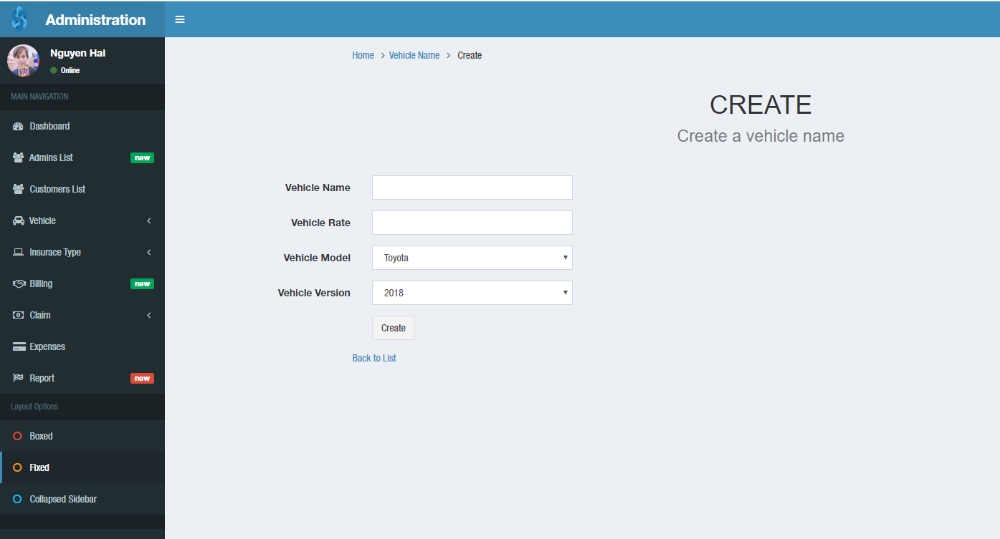 Administration
Nguyen Hai
Online
MAIN NAVIGATION
Dashboard
Admins List new
Customers List
Vehicle
Insurace Type
Billing new
Claim
Expenses
Report new
Layout Options
Boxed
Fixed
Collapsed Sidebar
Home > Vehicle Name > Create
CREATE
Create a vehicle name
Vehicle Name
Vehicle Rate
Vehicle Model Toyota
Vehicle Version 2018
Create
Back to List